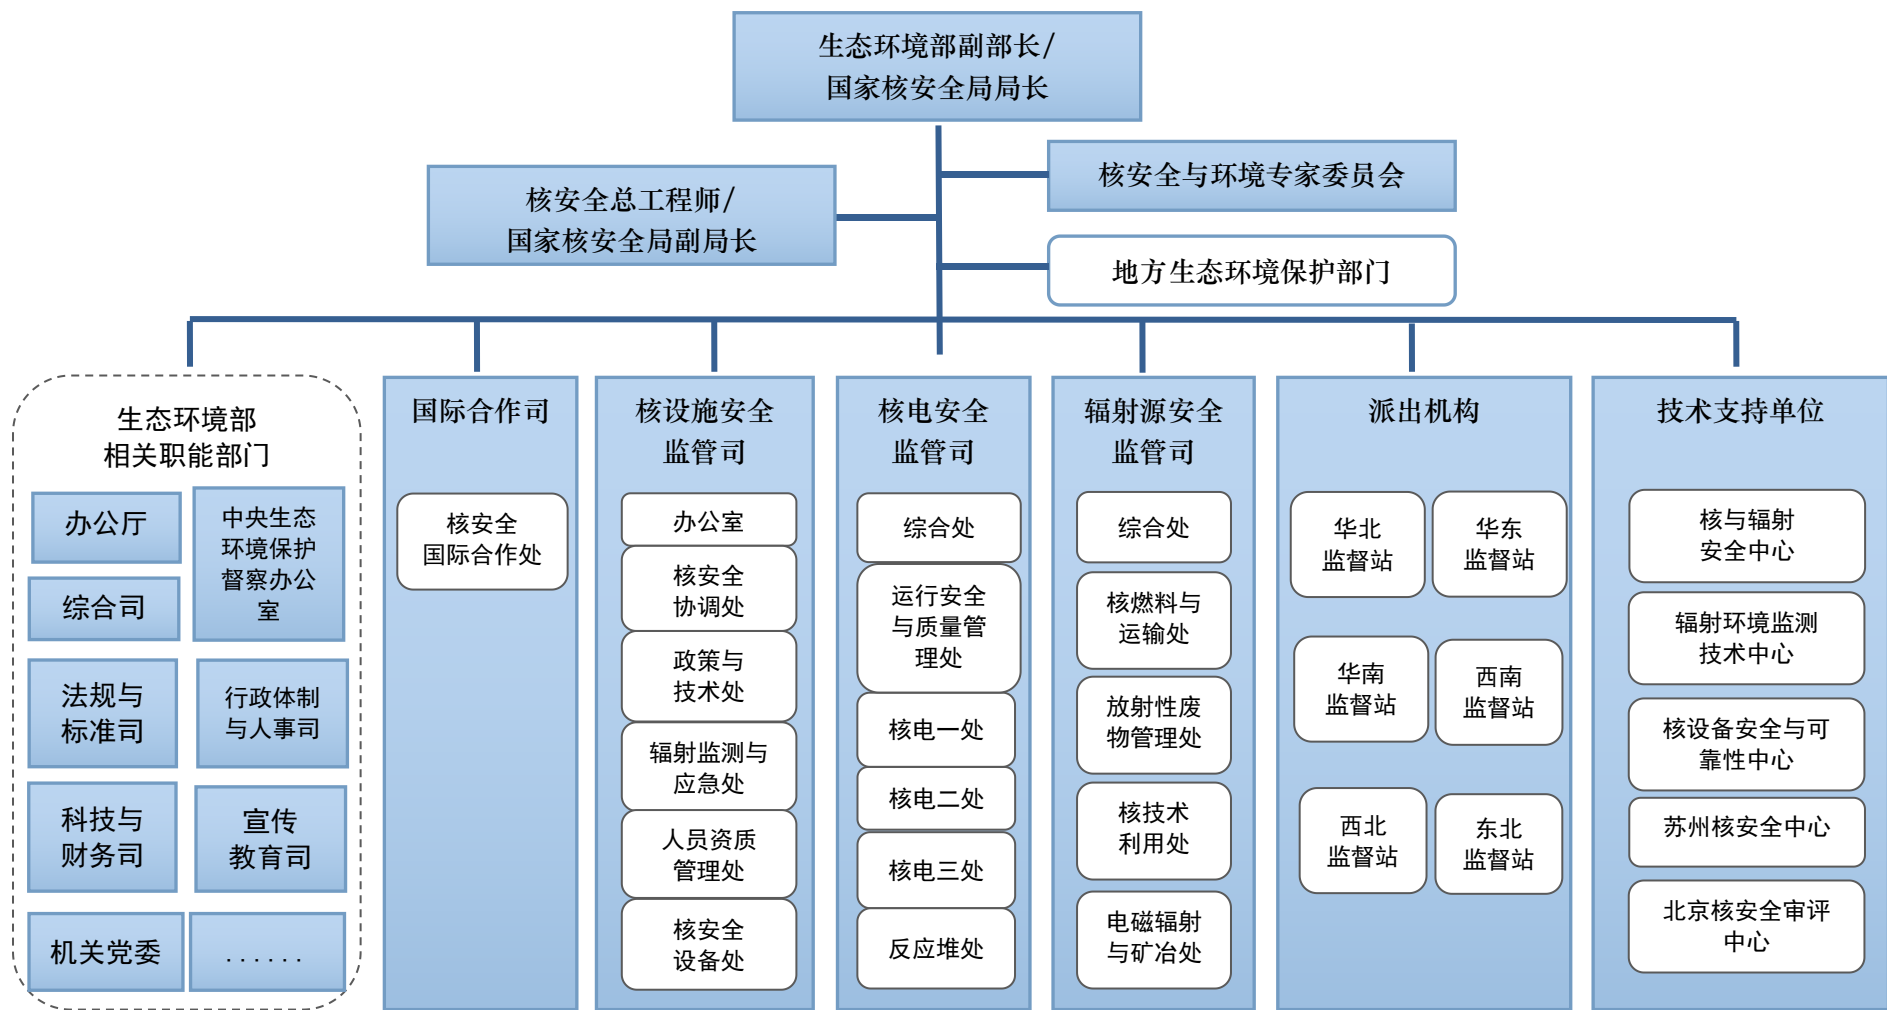 生态环境部副部长/
国家核安全局局长
核安全与环境专家委员会
核安全总工程师/
国家核安全局副局长
地方生态环境保护部门
生态环境部
相关职能部门
办公厅
中央生态
环境保护
督察办公
室
综合司
法规与
标准司
行政体制
与人事司
科技与
财务司
宣传
教育司
机关党委
......
国际合作司
核安全
国际合作处
核设施安全
监管司
办公室
核安全
协调处
政策与
技术处
辐射监测与
应急处
人员资质
管理处
核安全
设备处
核电安全
监管司
综合处
运行安全
与质量管
理处
核电一处
核电二处
核电三处
反应堆处
辐射源安全
监管司
综合处
核燃料与
运输处
放射性废
物管理处
核技术
利用处
电磁辐射
与矿冶处
派出机构
华北
监督站
华东
监督站
华南
监督站
西南
监督站
西北
监督站
东北
监督站
技术支持单位
核与辐射
安全中心
辐射环境监测
技术中心
核设备安全与可
靠性中心
苏州核安全中心
北京核安全审评
中心